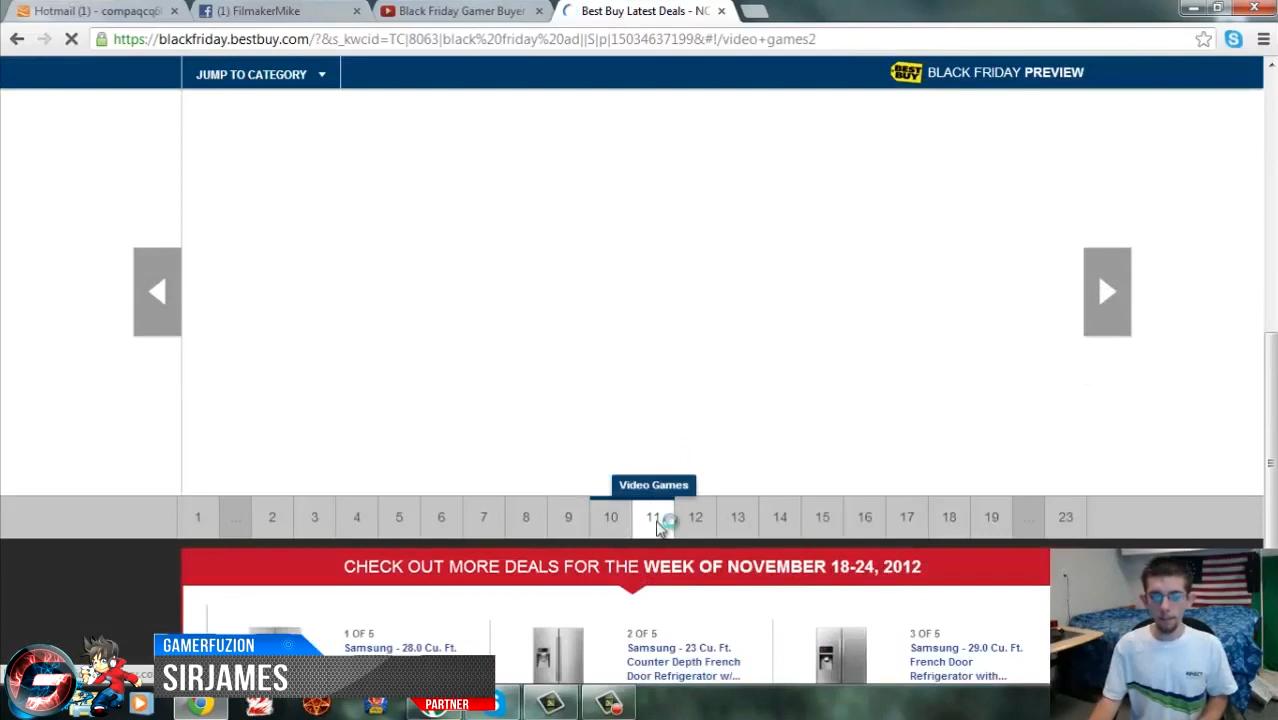 Hotmail (1) - compaqcq6
(1) FilmakerMike
Black Friday Gamer Buyer
Best Buy Latest Deals - NC
https://blackfriday.bestbuy.com/?&s_kwcid=TC|8063|black%20friday%20ad||S|p|15034637199&#!/video+games2
JUMP TO CATEGORY
BEST BUY
BLACK FRIDAY PREVIEW
Video Games
1 ... 2 3 4 5 6 7 8 9 10 11 12 13 14 15 16 17 18 19 ... 23
CHECK OUT MORE DEALS FOR THE WEEK OF NOVEMBER 18-24, 2012
1 OF 5
Samsung - 28.0 Cu. Ft.
2 OF 5
Samsung - 23 Cu. Ft.
Counter Depth French
Door Refrigerator w/...
3 OF 5
Samsung - 29.0 Cu. Ft.
French Door
Refrigerator with...
GAMERFUZION
SIRJAMES
PARTNER